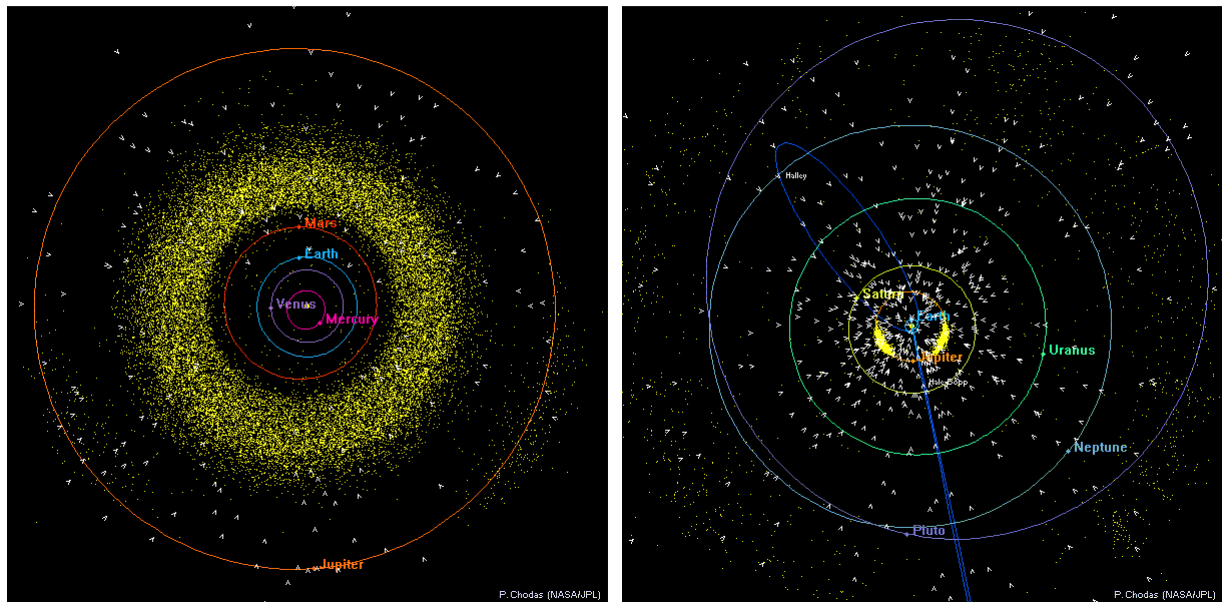 Mars
Earth
Venus
Mercury
Jupiter
P. Chodas (NASA/JPL)
Halley
Saturn
Earth
Jupiter
Hale-Bopp
Uranus
Neptune
Pluto
P. Chodas (NASA/JPL)